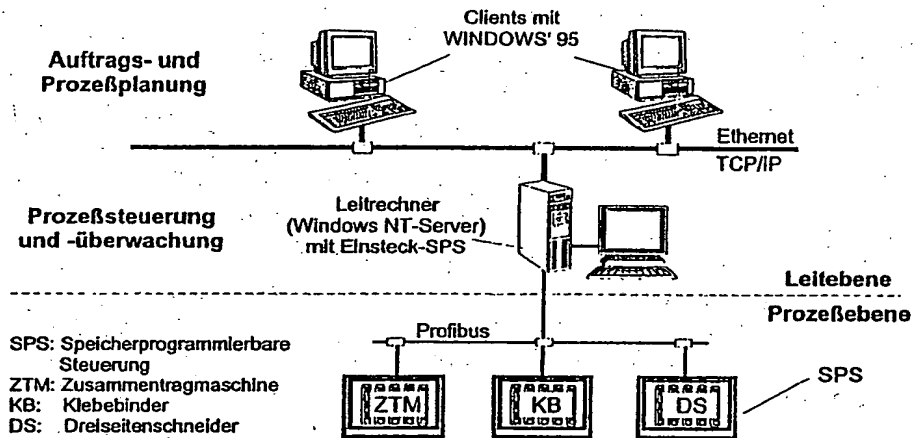 Clients mit
WINDOWS' 95
Auftrags- und
Prozeßplanung
Ethernet
TCP/IP
Prozeßsteuerung
und -überwachung
Leitrechner
(Windows NT-Server)
mit Einsteck-SPS
Leitebene
Prozeßebene
Profibus
SPS: Speicherprogrammierbare
Steuerung
ZTM: Zusammentragmaschine
KB: Klebebinder
DS: Dreiseitenschneider
ZTM
KB
DS
SPS